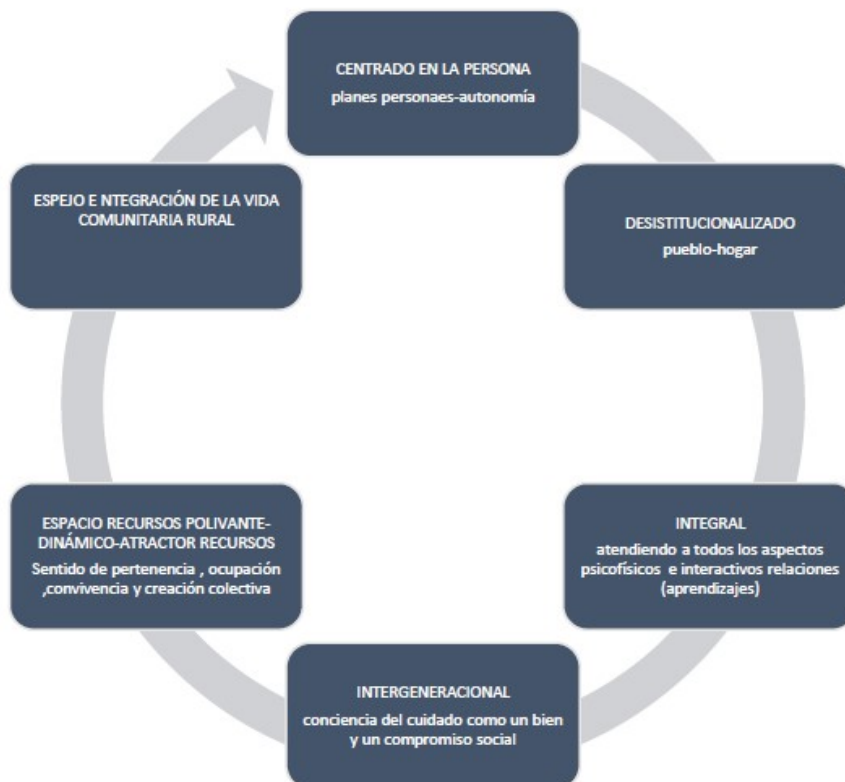 CENTRADO EN LA PERSONA
planes personaes-autonomía
DESISTITUCIONALIZADO
pueblo-hogar
INTEGRAL
atendiendo a todos los aspectos
psicofísicos e interactivos relaciones
(aprendizajes)
INTERGENERACIONAL
conciencia del cuidado como un bien
y un compromiso social
ESPACIO RECURSOS POLIVANTE-
DINÁMICO-ATRACTOR RECURSOS
Sentido de pertenencia , ocupación
,convivencia y creación colectiva
ESPEJO E NTEGRACIÓN DE LA VIDA
COMUNITARIA RURAL